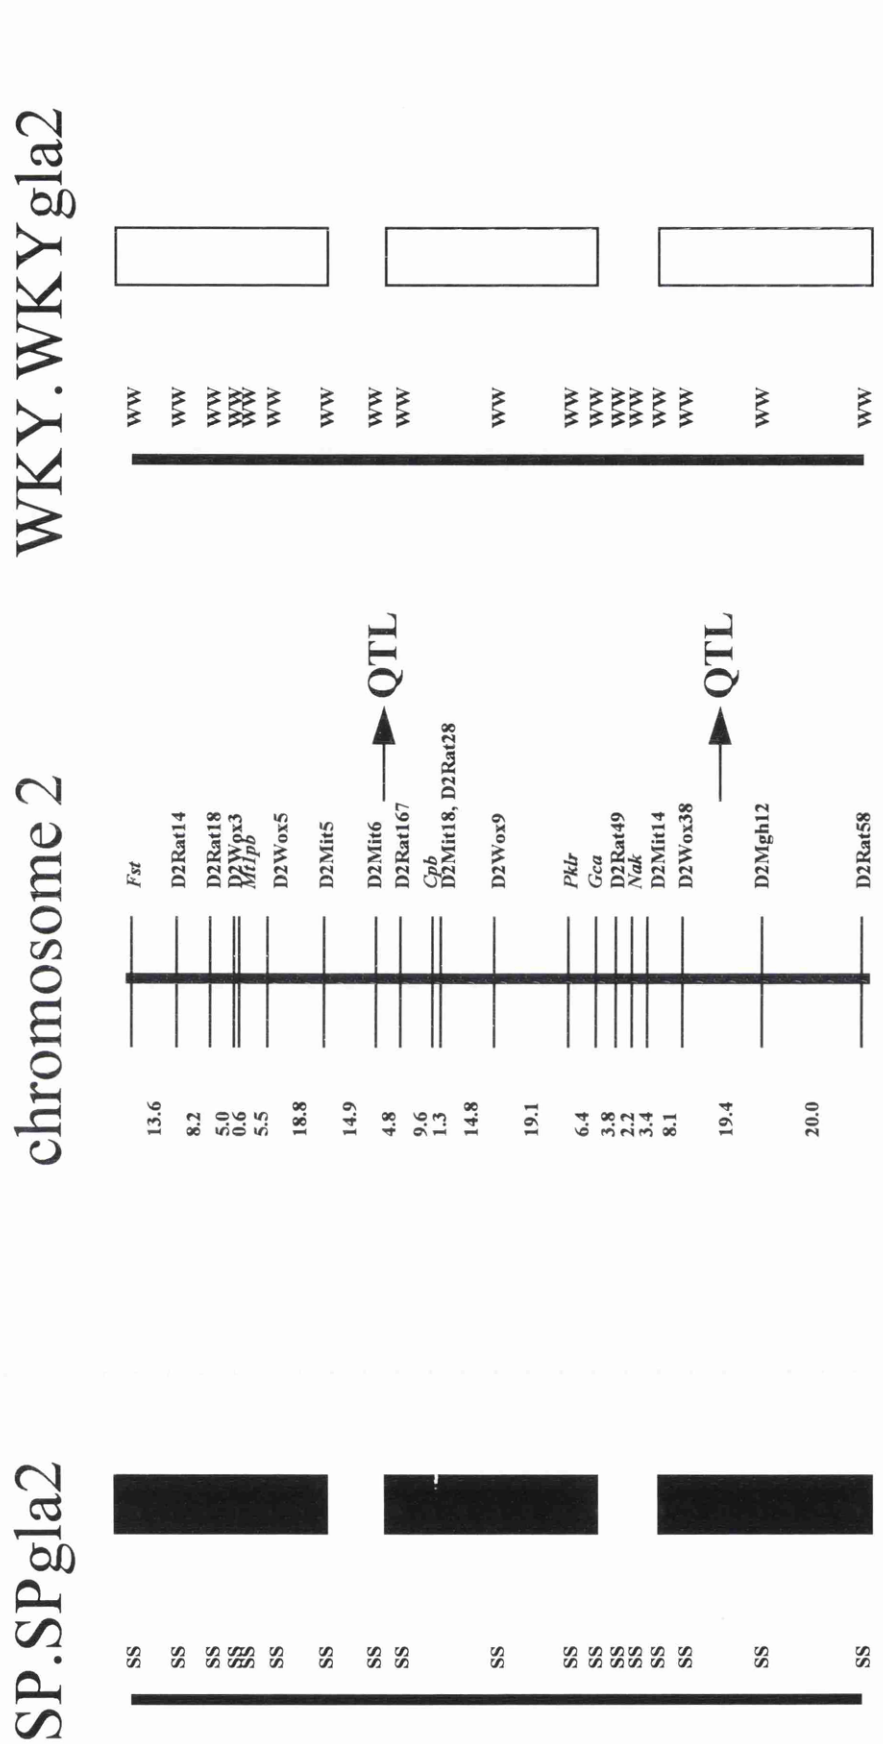 SP.SPgla2 chromosome 2 WKY.WKYgla2
SS Fst WW
13.6
SS D2Rat14 WW
8.2
SS D2Rat18 WW
5.0
SS D2Wox3 WW
0.6
SS Mt1pb WW
5.5
SS D2Wox5 WW
18.8
SS D2Mit5 WW
14.9
SS D2Mit6 WW
QTL
4.8
SS D2Rat167 WW
9.6
Cpb
1.3
D2Mit18, D2Rat28
14.8
SS D2Wox9 WW
19.1
SS Pklr WW
6.4
SS Gca WW
3.8
SS D2Rat49 WW
2.2
SS Nak WW
3.4
SS D2Mit14 WW
8.1
SS D2Wox38 WW
19.4
QTL
SS D2Mgh12 WW
20.0
SS D2Rat58 WW